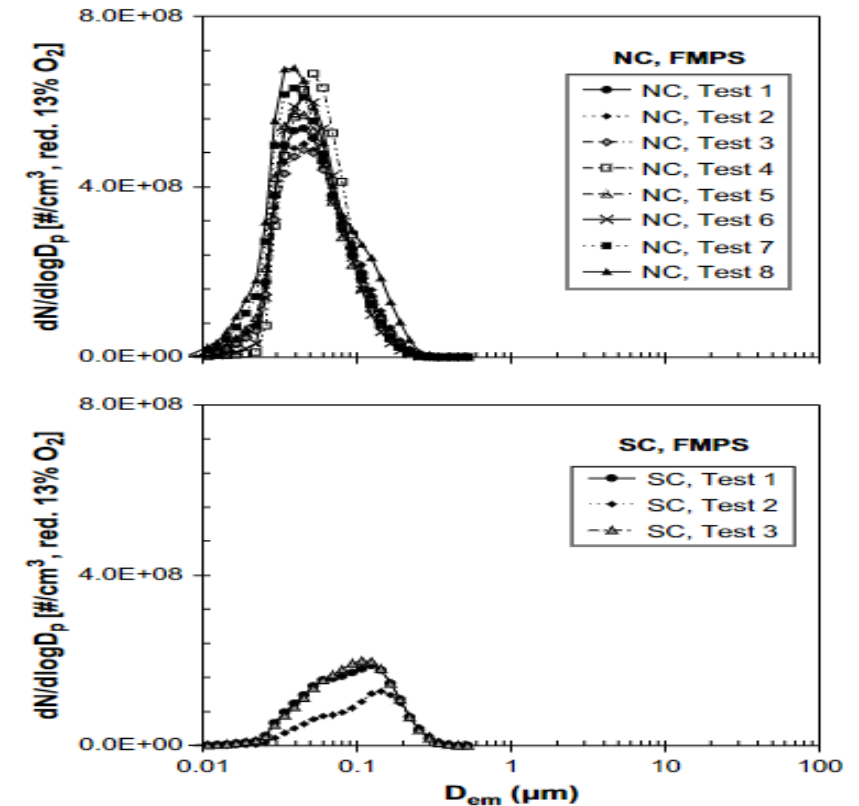 8.0E+08
4.0E+08
0.0E+00
dN/dlogDp [#/cm3, red. 13% O2]
NC, FMPS
NC, Test 1
NC, Test 2
NC, Test 3
NC, Test 4
NC, Test 5
NC, Test 6
NC, Test 7
NC, Test 8
8.0E+08
4.0E+08
0.0E+00
dN/dlogDp [#/cm3, red. 13% O2]
SC, FMPS
SC, Test 1
SC, Test 2
SC, Test 3
0.01 0.1 1 10 100
Dem (µm)